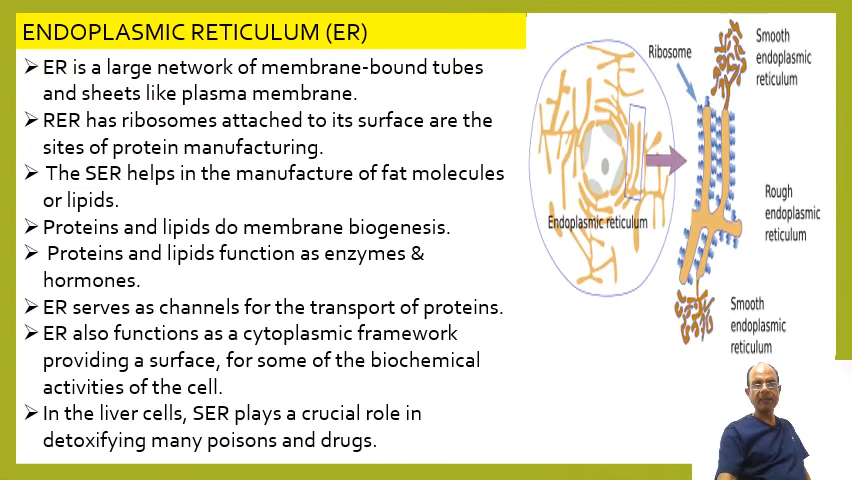 ENDOPLASMIC RETICULUM (ER)
➢ ER is a large network of membrane-bound tubes
and sheets like plasma membrane.
➢ RER has ribosomes attached to its surface are the
sites of protein manufacturing.
➢ The SER helps in the manufacture of fat molecules
or lipids.
➢ Proteins and lipids do membrane biogenesis.
➢ Proteins and lipids function as enzymes &
hormones.
➢ ER serves as channels for the transport of proteins.
➢ ER also functions as a cytoplasmic framework
providing a surface, for some of the biochemical
activities of the cell.
➢ In the liver cells, SER plays a crucial role in
detoxifying many poisons and drugs.
Ribosome
Smooth
endoplasmic
reticulum
Endoplasmic reticulum
Rough
endoplasmic
reticulum
Smooth
endoplasmic
reticulum